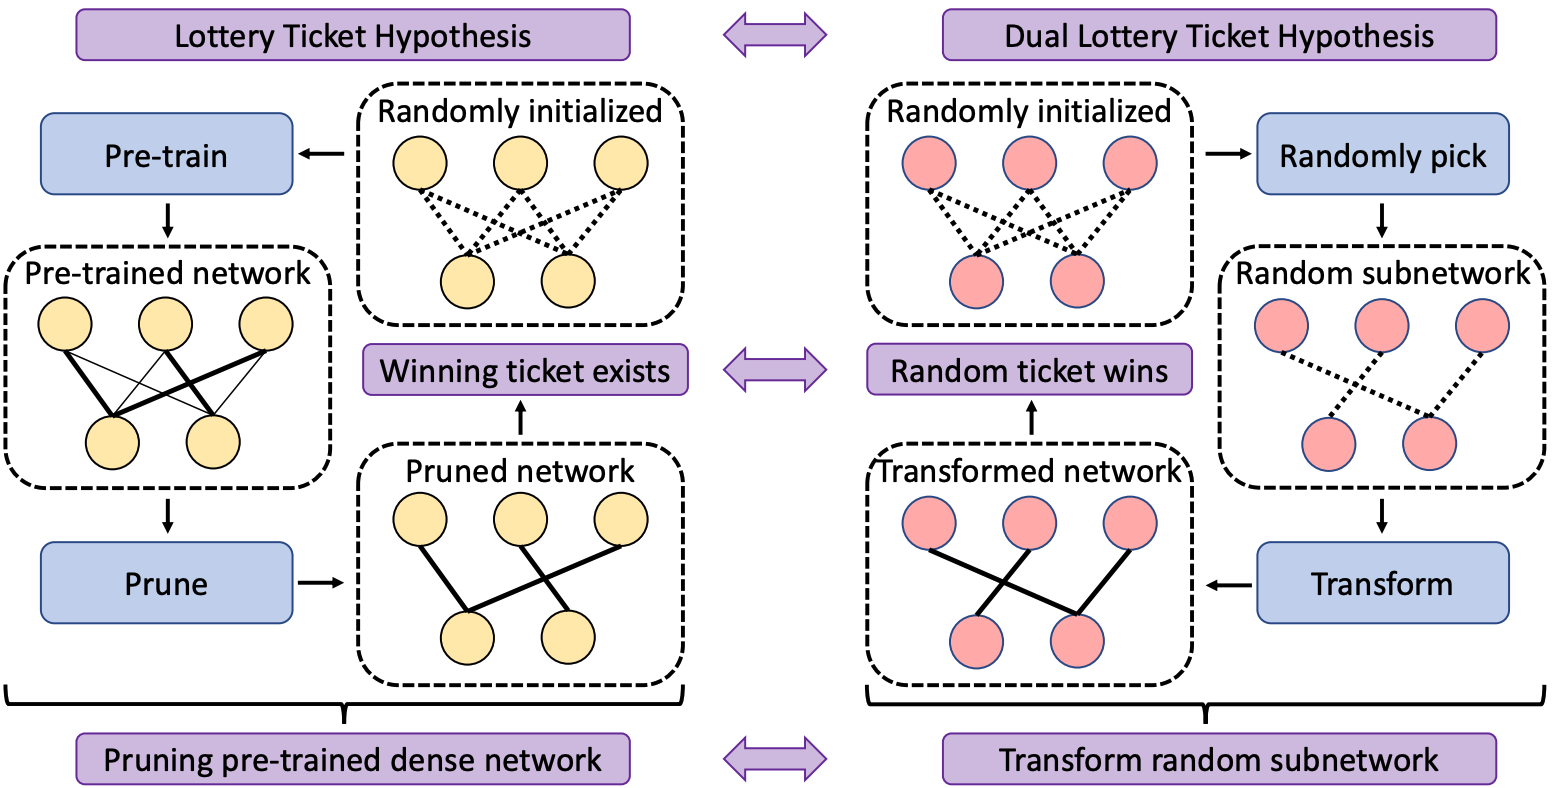 Lottery Ticket Hypothesis
Dual Lottery Ticket Hypothesis
Randomly initialized
Pre-train
Pre-trained network
Prune
Pruned network
Winning ticket exists
Randomly initialized
Randomly pick
Random subnetwork
Transform
Transformed network
Random ticket wins
Pruning pre-trained dense network
Transform random subnetwork